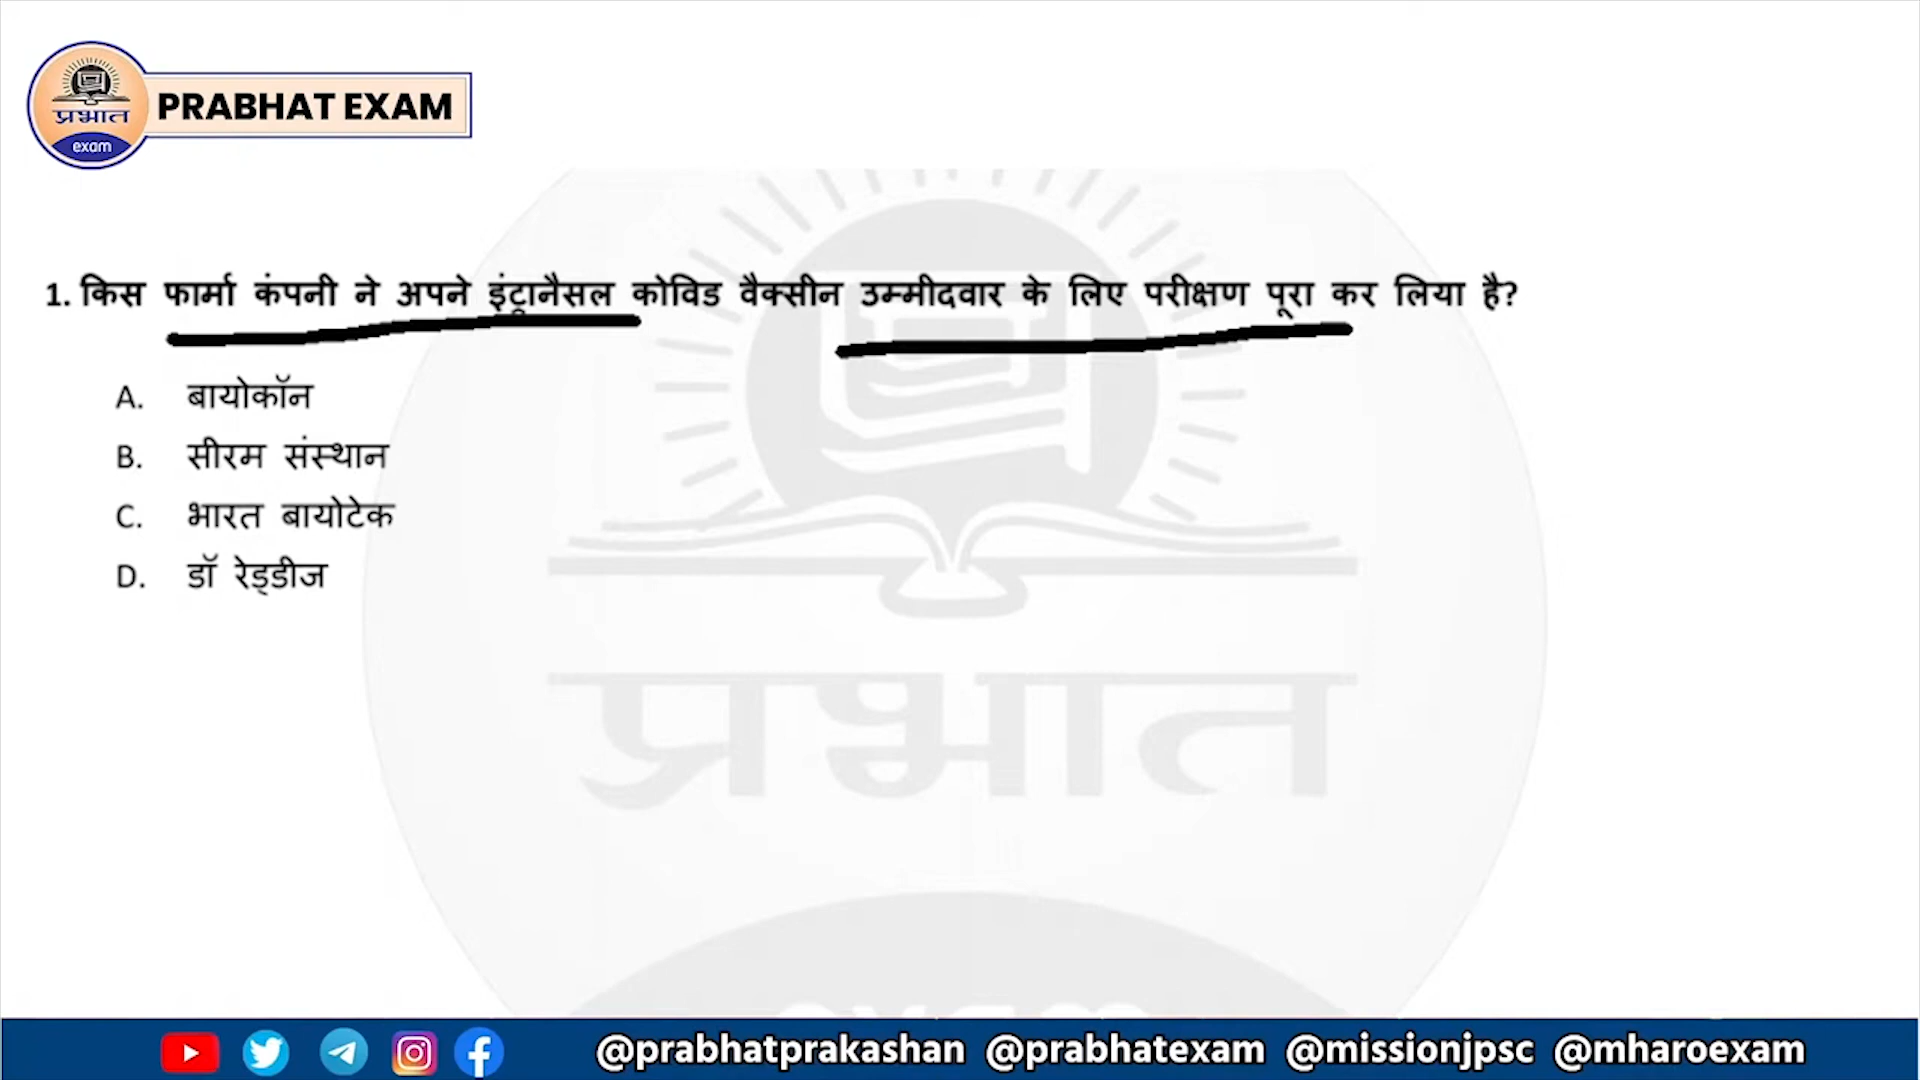 प्रभात
exam
PRABHAT EXAM
1. किस फार्मा कंपनी ने अपने इंट्रानैसल कोविड वैक्सीन उम्मीदवार के लिए परीक्षण पूरा कर लिया है?
A. बायोकॉन
B. सीरम संस्थान
C. भारत बायोटेक
D. डॉ रेड्डीज
प्रभात
@prabhatprakashan @prabhatexam @missionjpsc @mharoexam